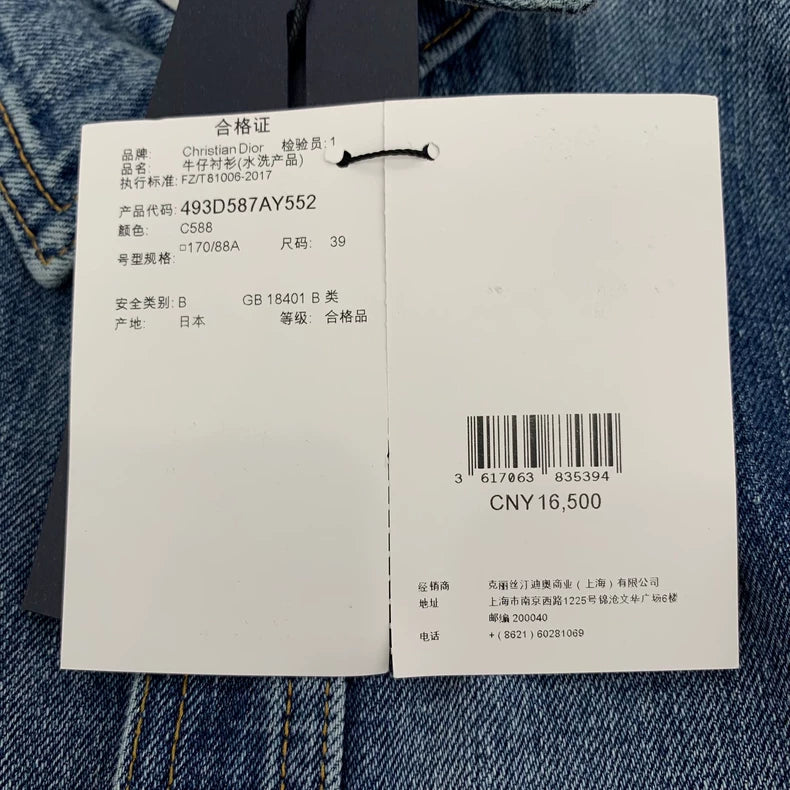 合格证
品牌: Christian Dior 检验员: 1
品名: 牛仔衬衫(水洗产品)
执行标准: FZ/T81006-2017
产品代码: 493D587AY552
颜色: C588
号型规格: □170/88A 尺码: 39
安全类别: B GB 18401 B 类
产地: 日本 等级: 合格品
3 617063 835394
CNY 16,500
经销商 克丽丝汀迪奥商业(上海)有限公司
地址 上海市南京西路1225号锦沧文华广场6楼
邮编 200040
电话 +(8621) 60281069